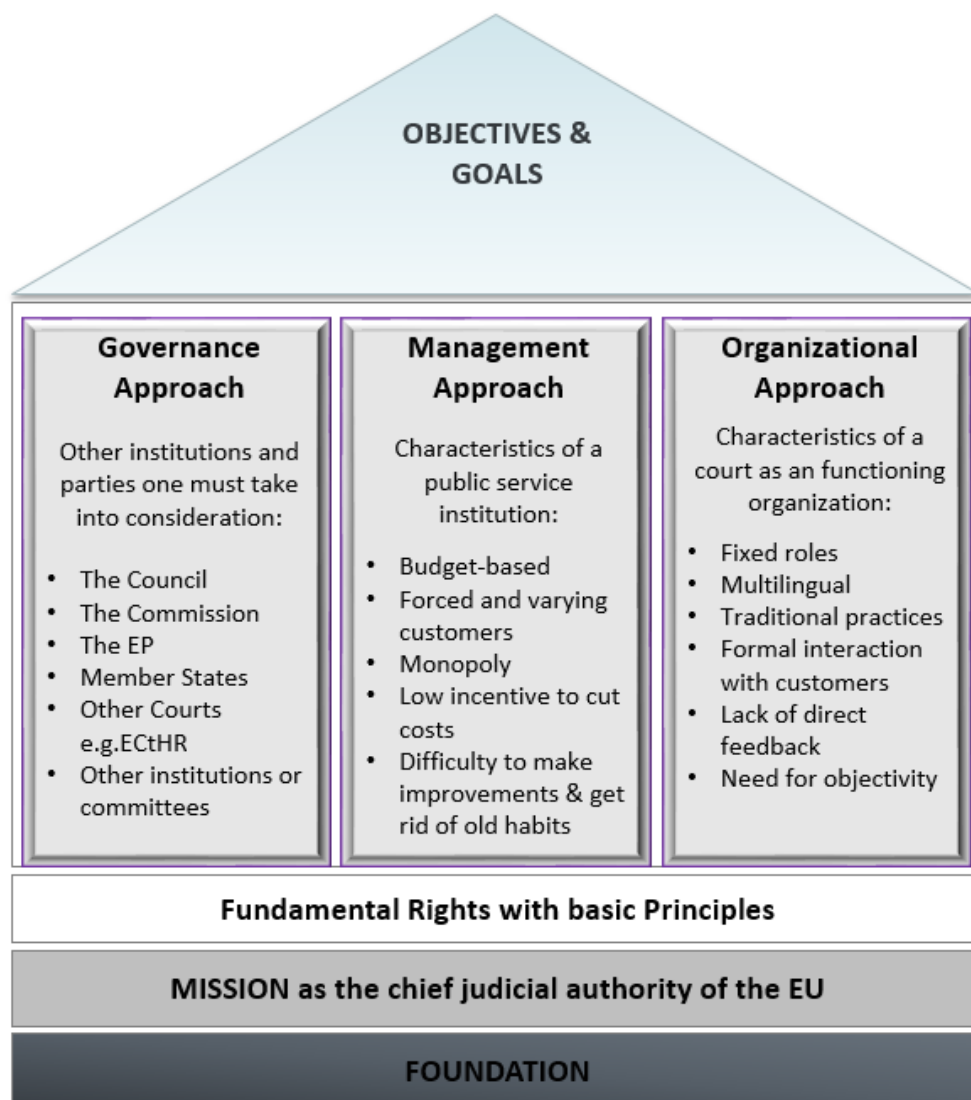 OBJECTIVES &
GOALS
Governance
Approach
Other institutions and
parties one must take
into consideration:
• The Council
• The Commission
• The EP
• Member States
• Other Courts
e.g.ECtHR
• Other institutions or
committees
Management
Approach
Characteristics of a
public service
institution:
• Budget-based
• Forced and varying
customers
• Monopoly
• Low incentive to cut
costs
• Difficulty to make
improvements & get
rid of old habits
Organizational
Approach
Characteristics of a
court as an functioning
organization:
• Fixed roles
• Multilingual
• Traditional practices
• Formal interaction
with customers
• Lack of direct
feedback
• Need for objectivity
Fundamental Rights with basic Principles
MISSION as the chief judicial authority of the EU
FOUNDATION